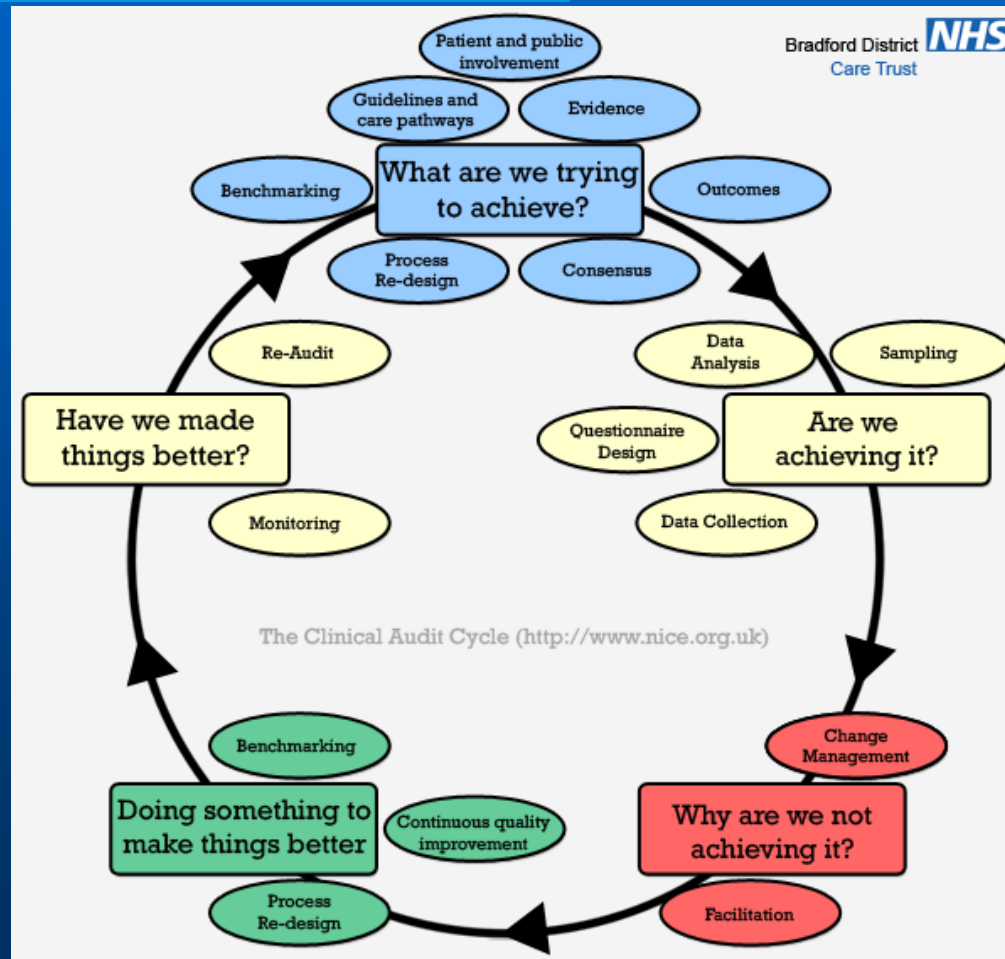 Bradford District NHS
Care Trust
Patient and public
involvement
Guidelines and
care pathways
Evidence
Benchmarking
What are we trying
to achieve?
Outcomes
Process
Re-design
Consensus
Re-Audit
Data
Analysis
Sampling
Have we made
things better?
Questionnaire
Design
Are we
achieving it?
Monitoring
Data Collection
The Clinical Audit Cycle (http://www.nice.org.uk)
Benchmarking
Change
Management
Doing something to
make things better
Continuous quality
improvement
Why are we not
achieving it?
Process
Re-design
Facilitation